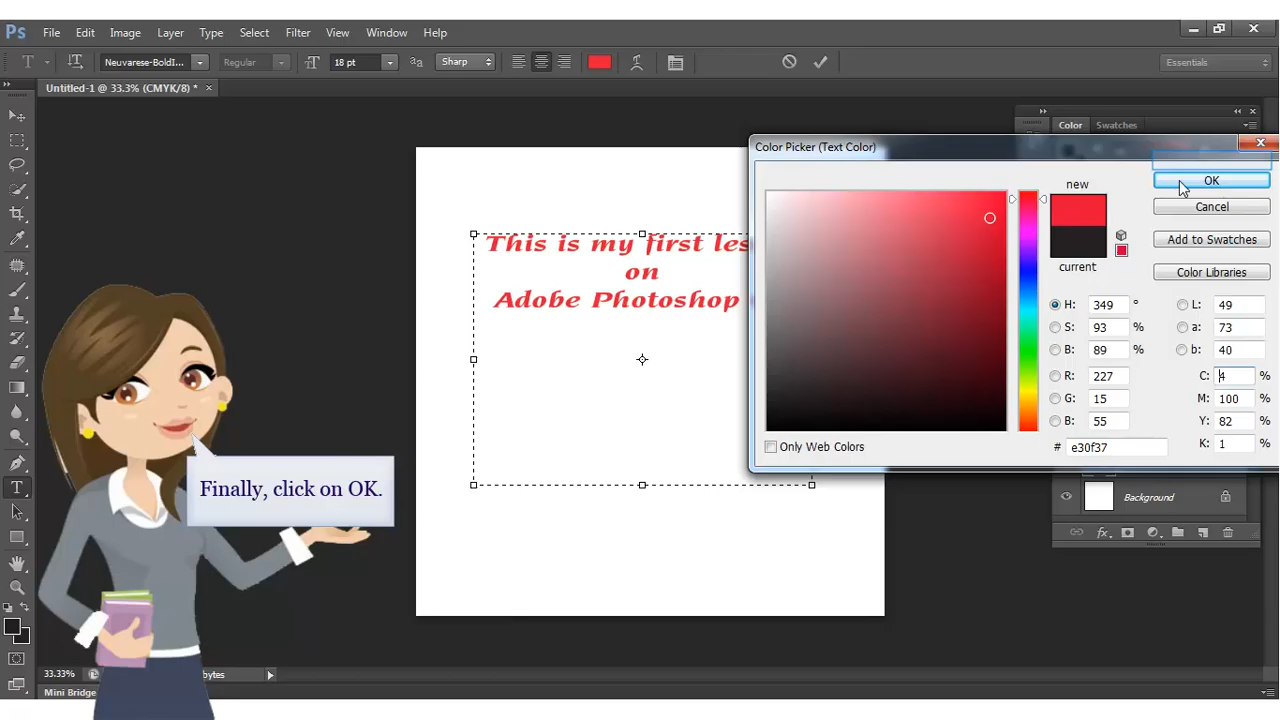 Ps File Edit Image Layer Type Select Filter View Window Help
T Neuvarese-BoldI... Regular 18 pt aa Sharp Essentials
Untitled-1 @ 33.3% (CMYK/8) * ×
Color Swatches
Color Picker (Text Color)
new
OK
Cancel
Add to Swatches
current
Color Libraries
This is my first les
on
Adobe Photoshop
H: 349 ° L: 49
S: 93 % a: 73
B: 89 % b: 40
R: 227 C: 4 %
G: 15 M: 100 %
B: 55 Y: 82 %
Only Web Colors # e30f37 K: 1 %
Finally, click on OK.
Background
33.33% bytes
Mini Bridge